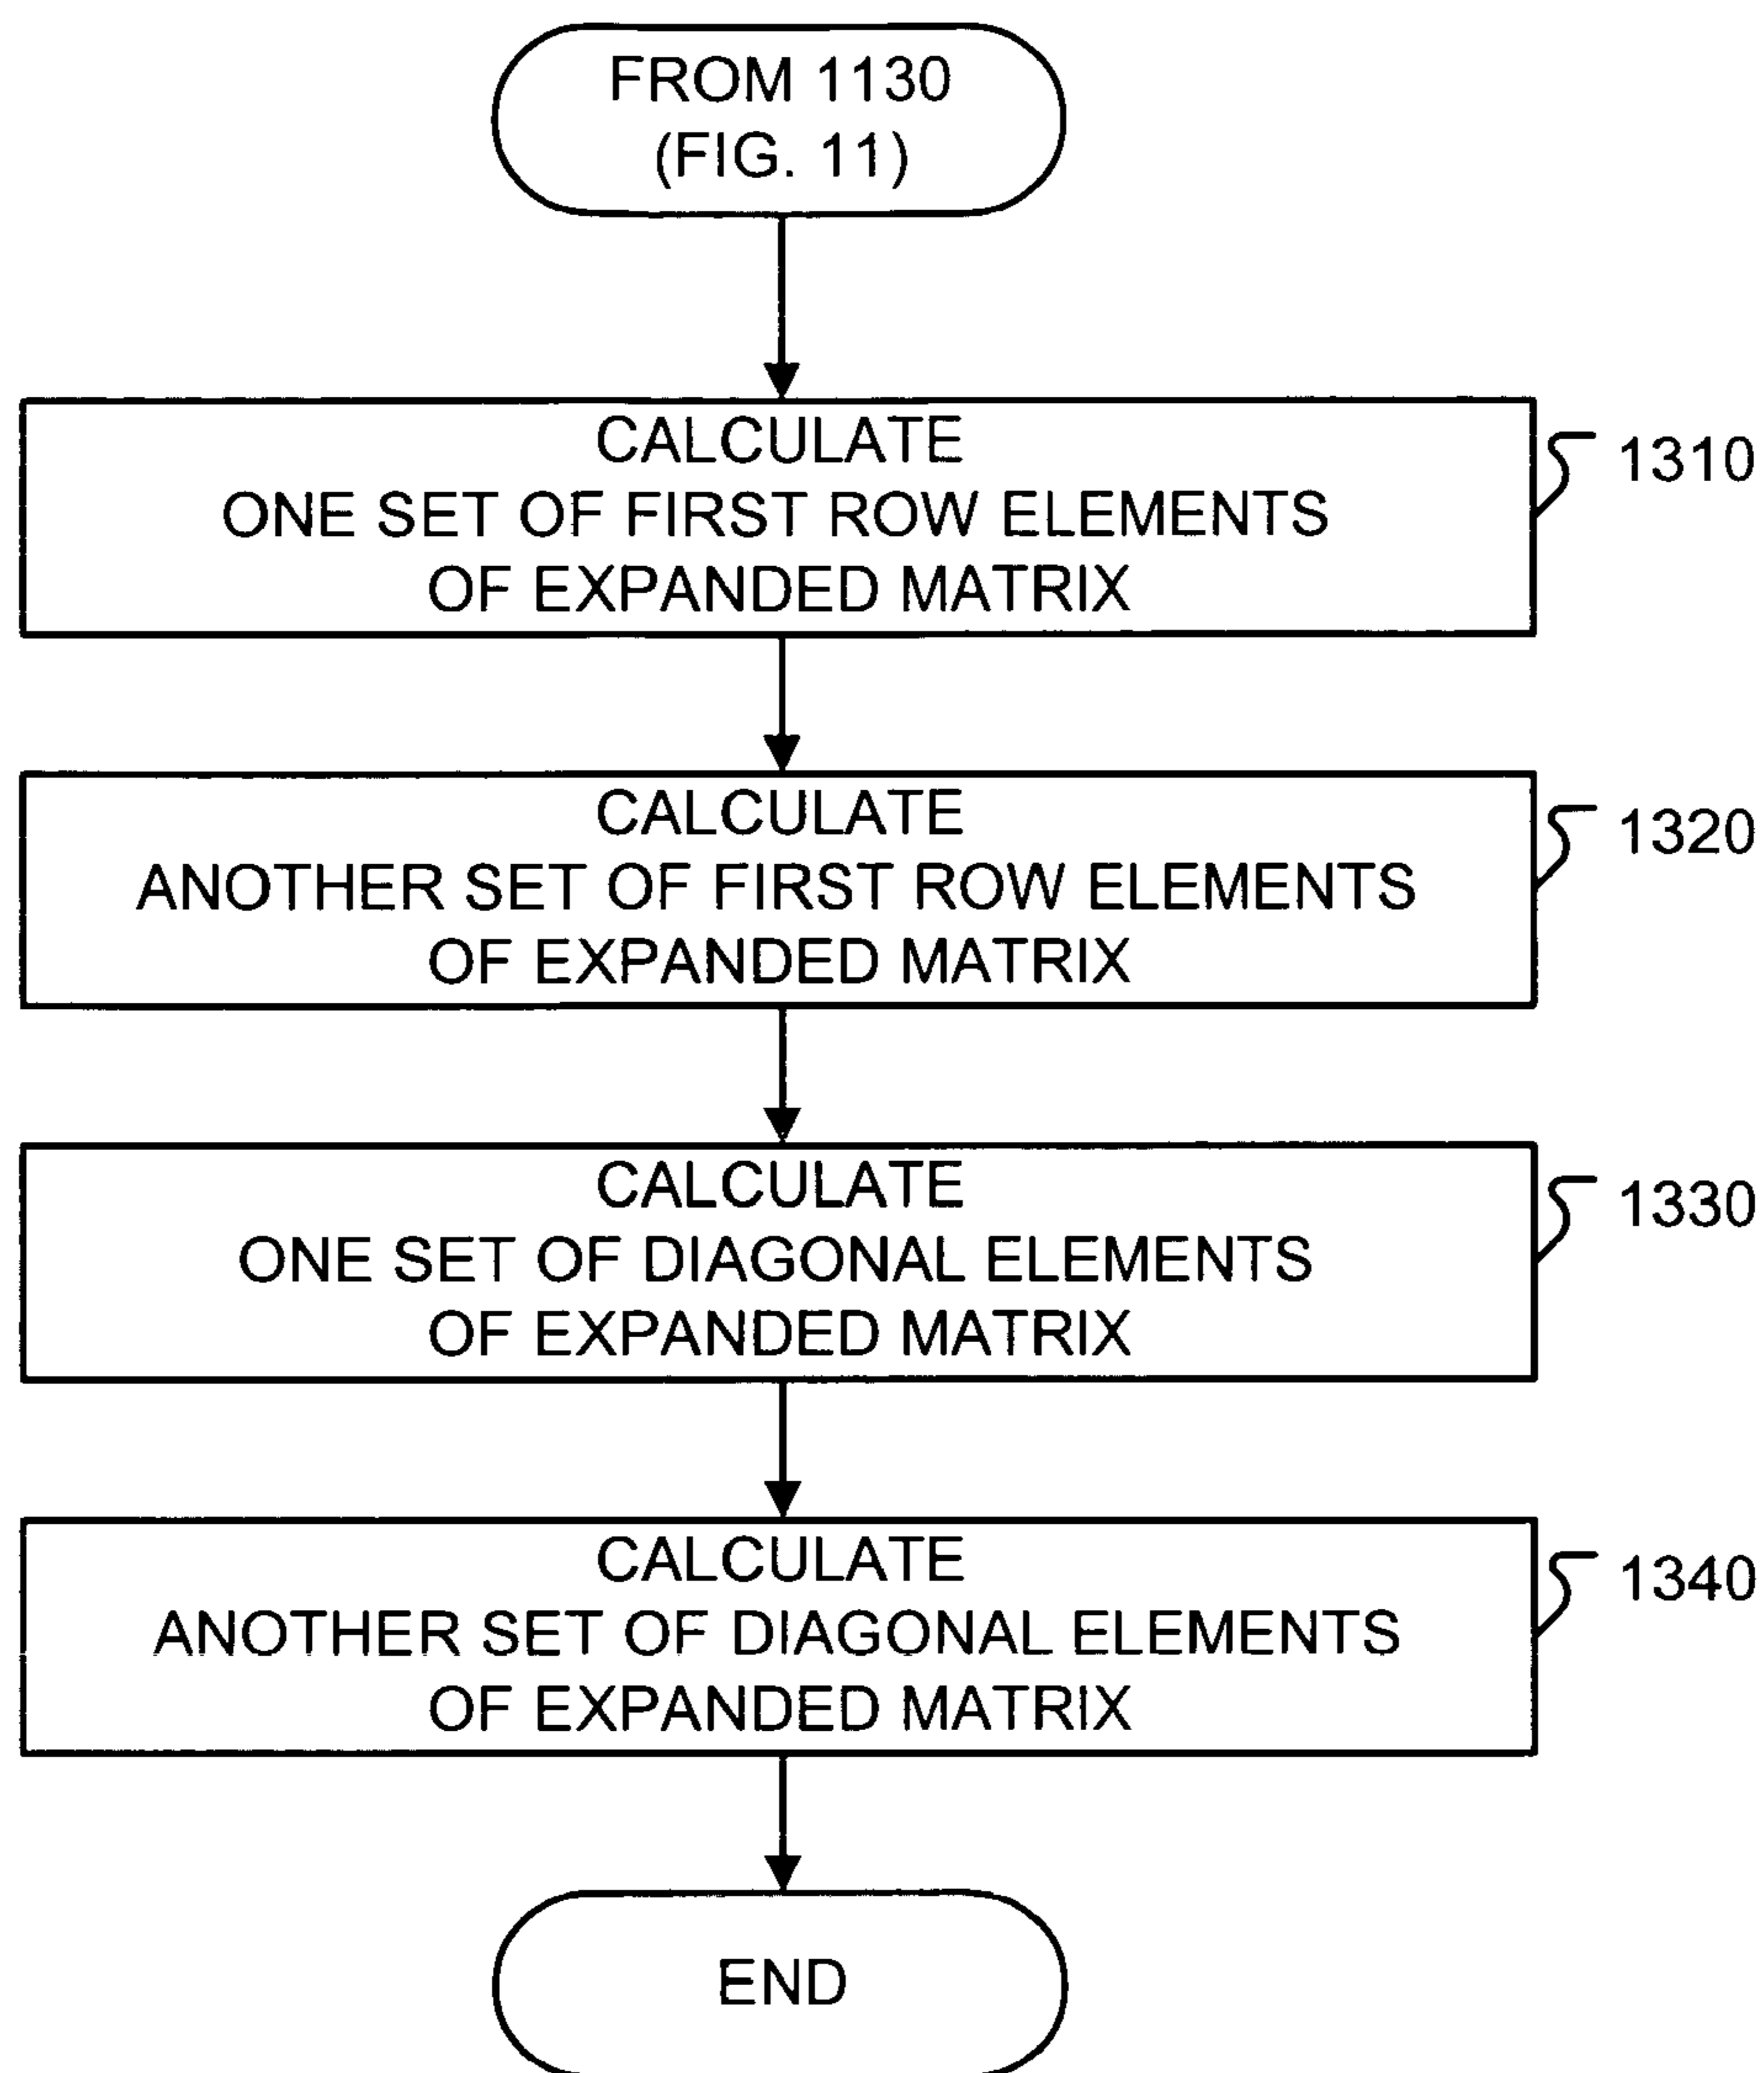 FROM 1130
(FIG. 11)
CALCULATE
ONE SET OF FIRST ROW ELEMENTS
OF EXPANDED MATRIX
1310
CALCULATE
ANOTHER SET OF FIRST ROW ELEMENTS
OF EXPANDED MATRIX
1320
CALCULATE
ONE SET OF DIAGONAL ELEMENTS
OF EXPANDED MATRIX
1330
CALCULATE
ANOTHER SET OF DIAGONAL ELEMENTS
OF EXPANDED MATRIX
1340
END